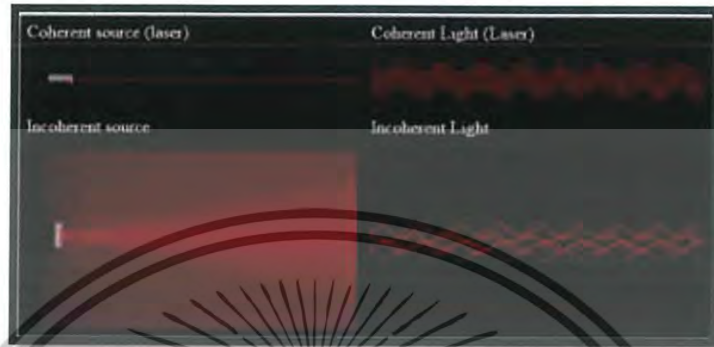 Coherent source (laser)
Coherent Light (Laser)
Incoherent source
Incoherent Light